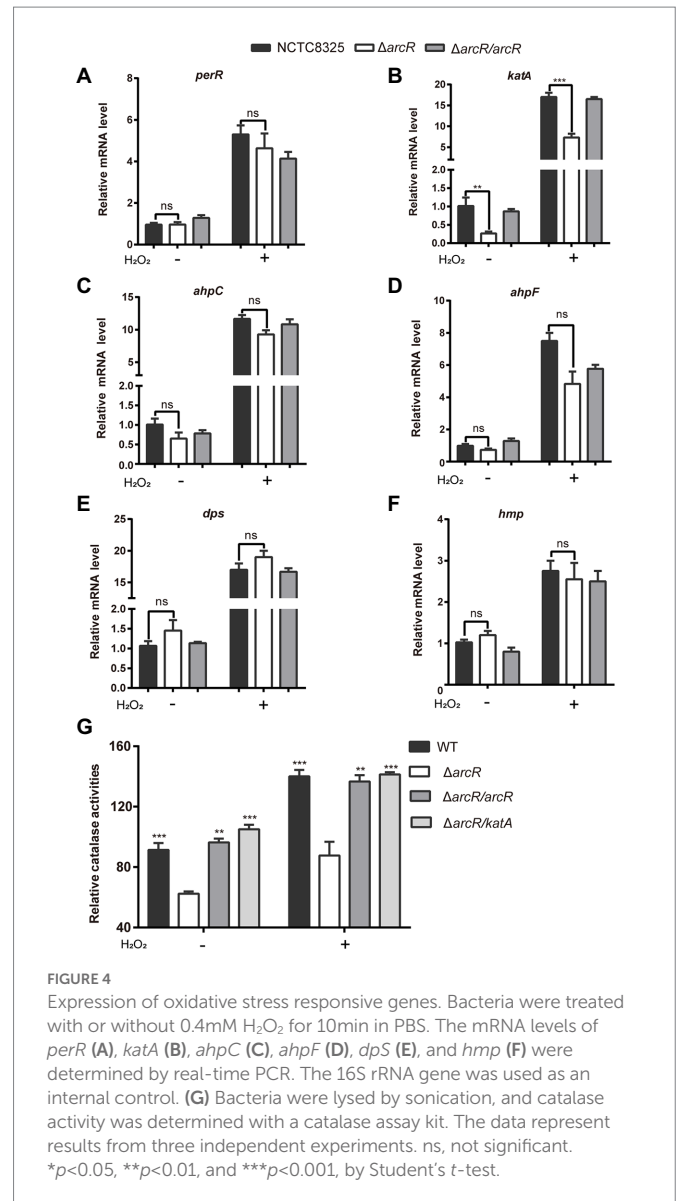 NCTC8325 ΔarcR ΔarcR/arcR
A
perR
Relative mRNA level
8
6
4
2
0
ns
ns
H₂O₂ - +
B
katA
Relative mRNA level
20
15
10
5
2.0
1.5
1.0
0.5
0.0
**
***
H₂O₂ - +
C
ahpC
Relative mRNA level
15
10
5
2.0
1.5
1.0
0.5
0.0
ns
ns
H₂O₂ - +
D
ahpF
Relative mRNA level
10
8
6
4
2
0
ns
ns
H₂O₂ - +
E
dps
Relative mRNA level
25
20
15
10
2.0
1.5
1.0
0.5
0.0
ns
ns
H₂O₂ - +
F
hmp
Relative mRNA level
4
3
2
1
0
ns
ns
H₂O₂ - +
G
Relative catalase activities
160
120
80
40
*** ** *** *** ** ***
H₂O₂ - +
WT
ΔarcR
ΔarcR/arcR
ΔarcR/katA
FIGURE 4
Expression of oxidative stress responsive genes. Bacteria were treated
with or without 0.4mM H₂O₂ for 10min in PBS. The mRNA levels of
perR (A), katA (B), ahpC (C), ahpF (D), dpS (E), and hmp (F) were
determined by real-time PCR. The 16S rRNA gene was used as an
internal control. (G) Bacteria were lysed by sonication, and catalase
activity was determined with a catalase assay kit. The data represent
results from three independent experiments. ns, not significant.
*p<0.05, **p<0.01, and ***p<0.001, by Student's t-test.